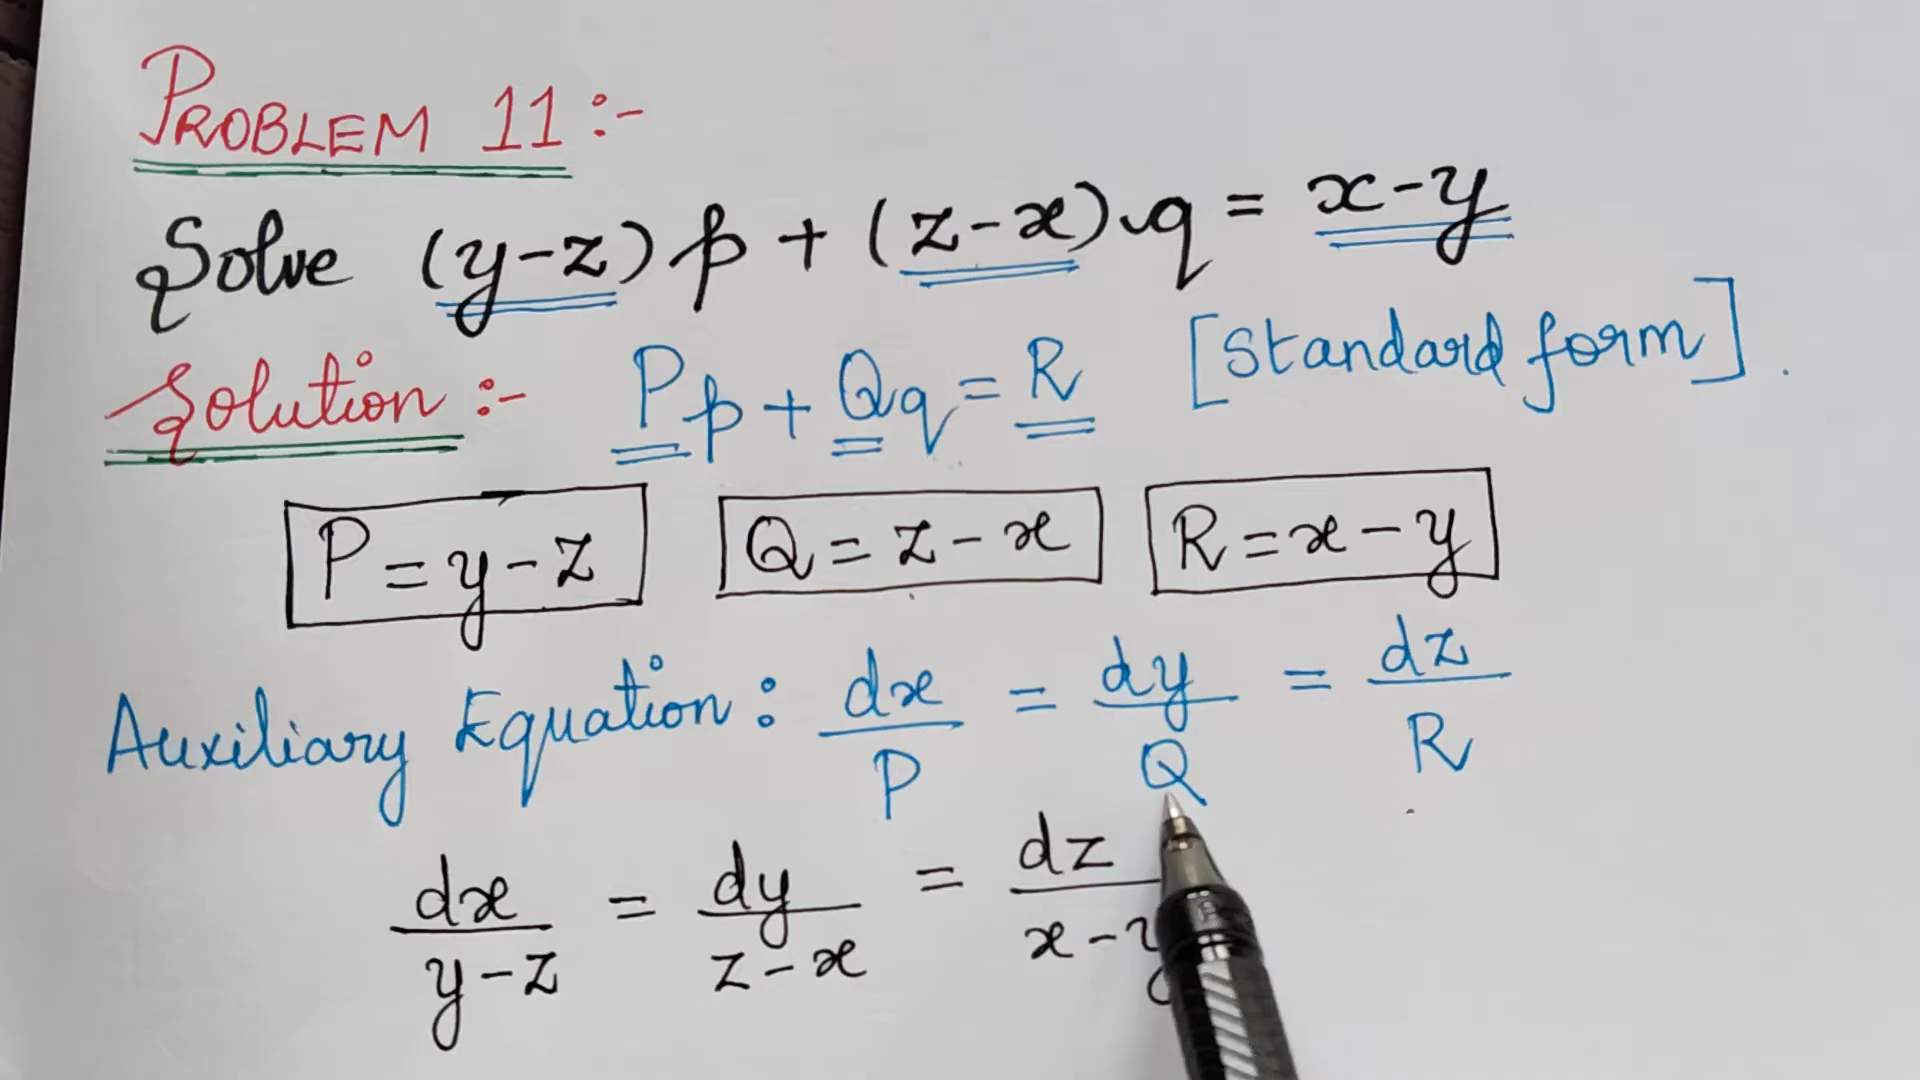 PROBLEM 11:-
Solve (y-z)p + (z-x)q = x-y
Solution :- Pp + Qq = R [Standard form].
P = y-z Q = z-x R = x-y
Auxiliary Equation: dx/P = dy/Q = dz/R
dx/y-z = dy/z-x = dz/x-y